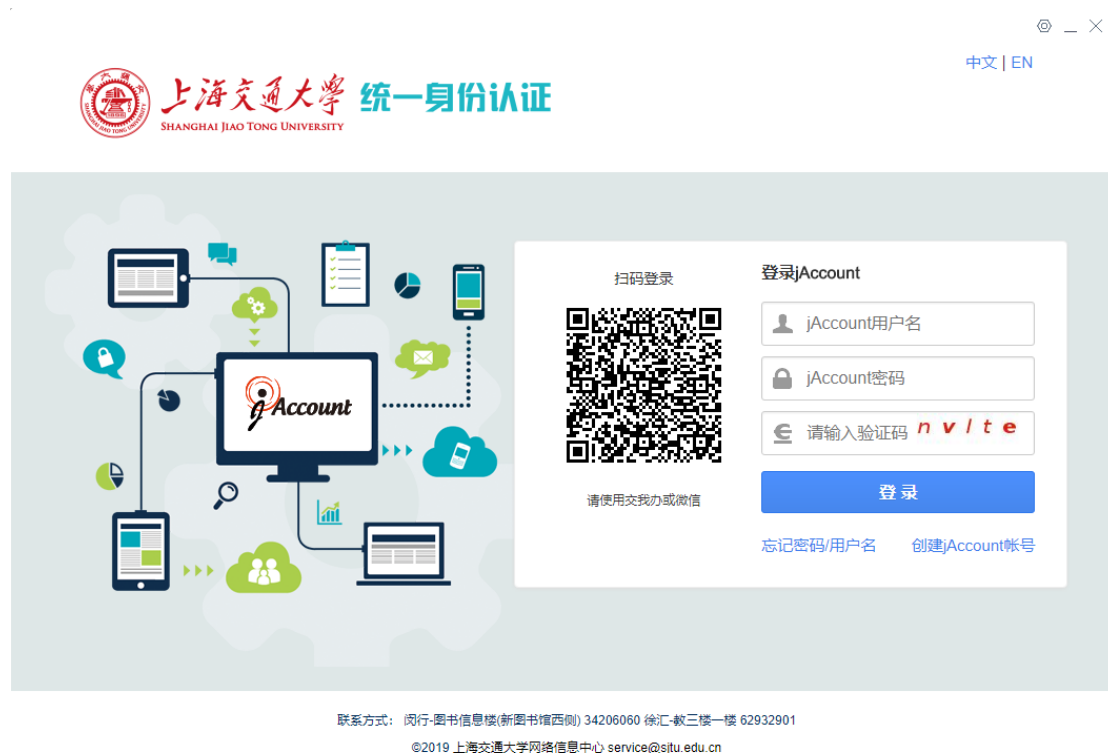 中文 | EN
上海交通大学 统一身份认证
SHANGHAI JIAO TONG UNIVERSITY
扫码登录
登录jAccount
jAccount用户名
jAccount密码
请输入验证码 nvlte
登 录
请使用交我办或微信
忘记密码/用户名 创建jAccount帐号
jAccount
联系方式： 闵行-图书信息楼(新图书馆西侧) 34206060 徐汇-教三楼一楼 62932901
©2019 上海交通大学网络信息中心 service@sjtu.edu.cn